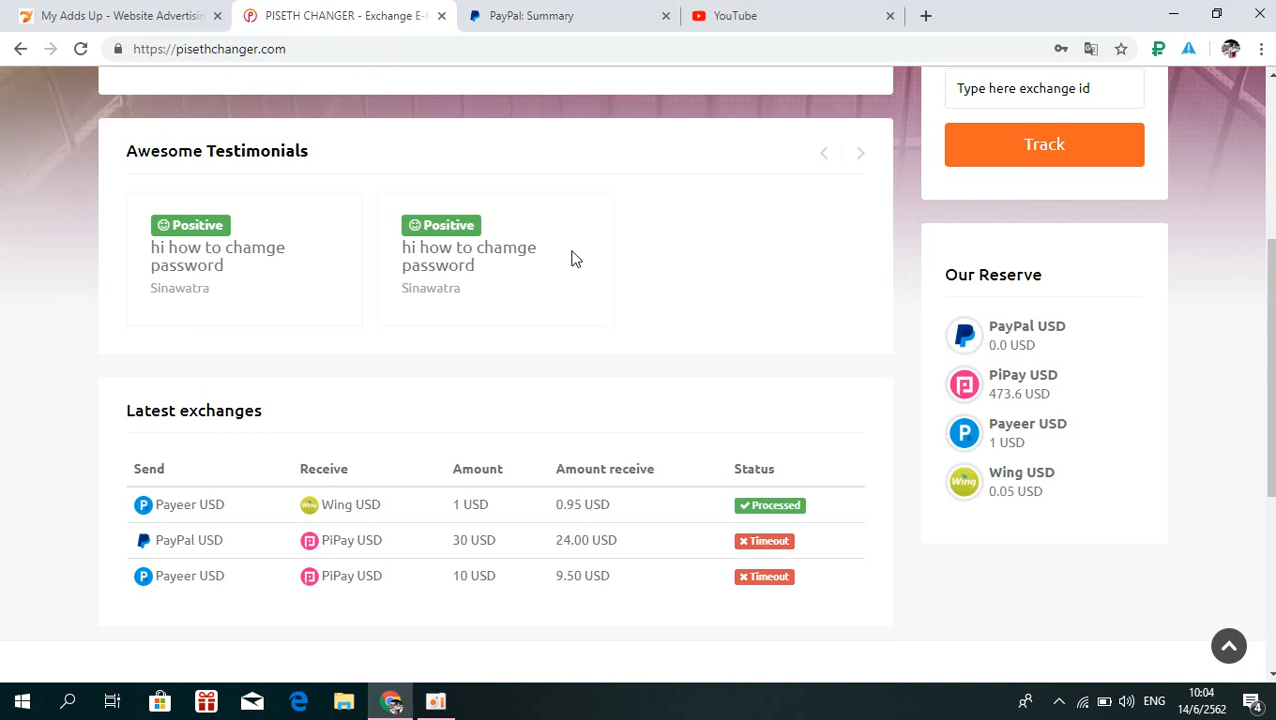 My Adds Up - Website Advertisin
PISETH CHANGER - Exchange E-
PayPal: Summary
YouTube
https://pisethchanger.com
Type here exchange id
Track
Awesome Testimonials
Positive
hi how to chamge
password
Sinawatra
Positive
hi how to chamge
password
Sinawatra
Our Reserve
PayPal USD
0.0 USD
PiPay USD
473.6 USD
Payeer USD
1 USD
Wing USD
0.05 USD
Latest exchanges
Send Receive Amount Amount receive Status
Payeer USD Wing USD 1 USD 0.95 USD Processed
PayPal USD PiPay USD 30 USD 24.00 USD Timeout
Payeer USD PiPay USD 10 USD 9.50 USD Timeout
ENG
10:04
14/6/2562
4